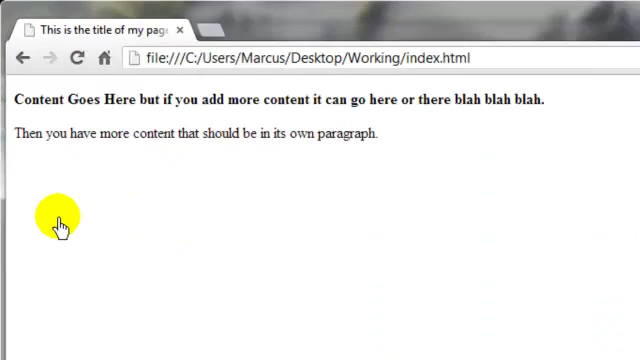 This is the title of my page
file:///C:/Users/Marcus/Desktop/Working/index.html
Content Goes Here but if you add more content it can go here or there blah blah blah.
Then you have more content that should be in its own paragraph.